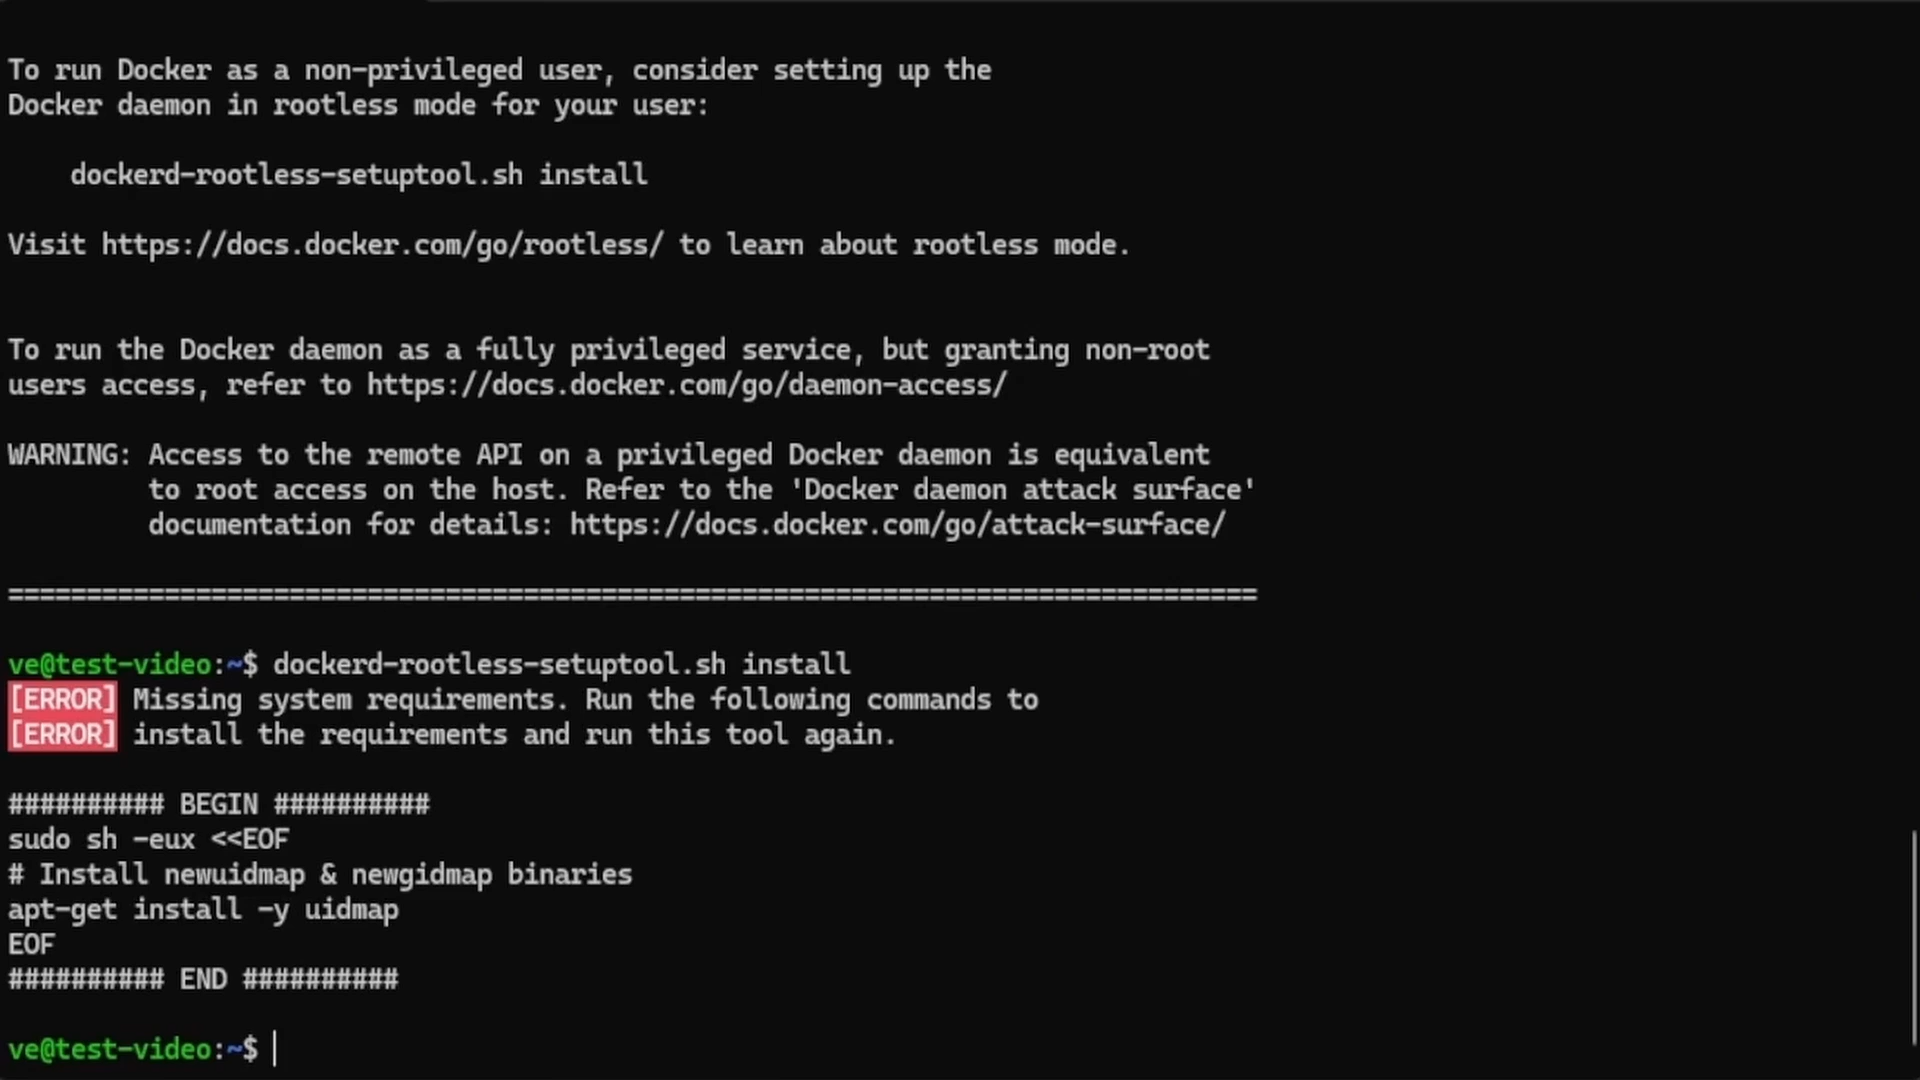 To run Docker as a non-privileged user, consider setting up the
Docker daemon in rootless mode for your user:
dockerd-rootless-setuptool.sh install
Visit https://docs.docker.com/go/rootless/ to learn about rootless mode.
To run the Docker daemon as a fully privileged service, but granting non-root
users access, refer to https://docs.docker.com/go/daemon-access/
WARNING: Access to the remote API on a privileged Docker daemon is equivalent
to root access on the host. Refer to the 'Docker daemon attack surface'
documentation for details: https://docs.docker.com/go/attack-surface/
================================================================================
ve@test-video:~$ dockerd-rootless-setuptool.sh install
[ERROR] Missing system requirements. Run the following commands to
[ERROR] install the requirements and run this tool again.
########## BEGIN ##########
sudo sh -eux <<EOF
# Install newuidmap & newgidmap binaries
apt-get install -y uidmap
EOF
########## END ##########
ve@test-video:~$